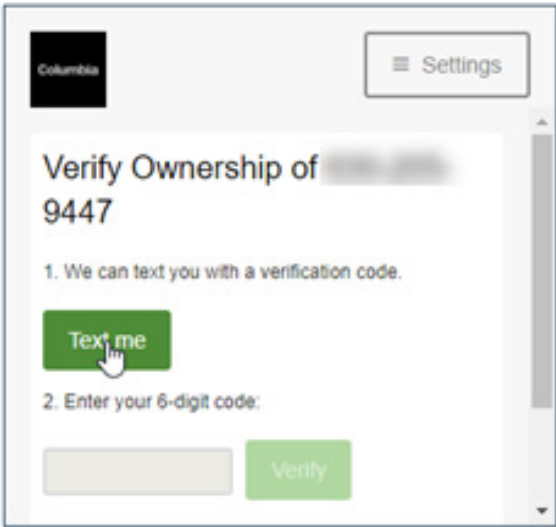 Columbia
≡ Settings
Verify Ownership of
9447
1. We can text you with a verification code.
Text me
2. Enter your 6-digit code:
Verify